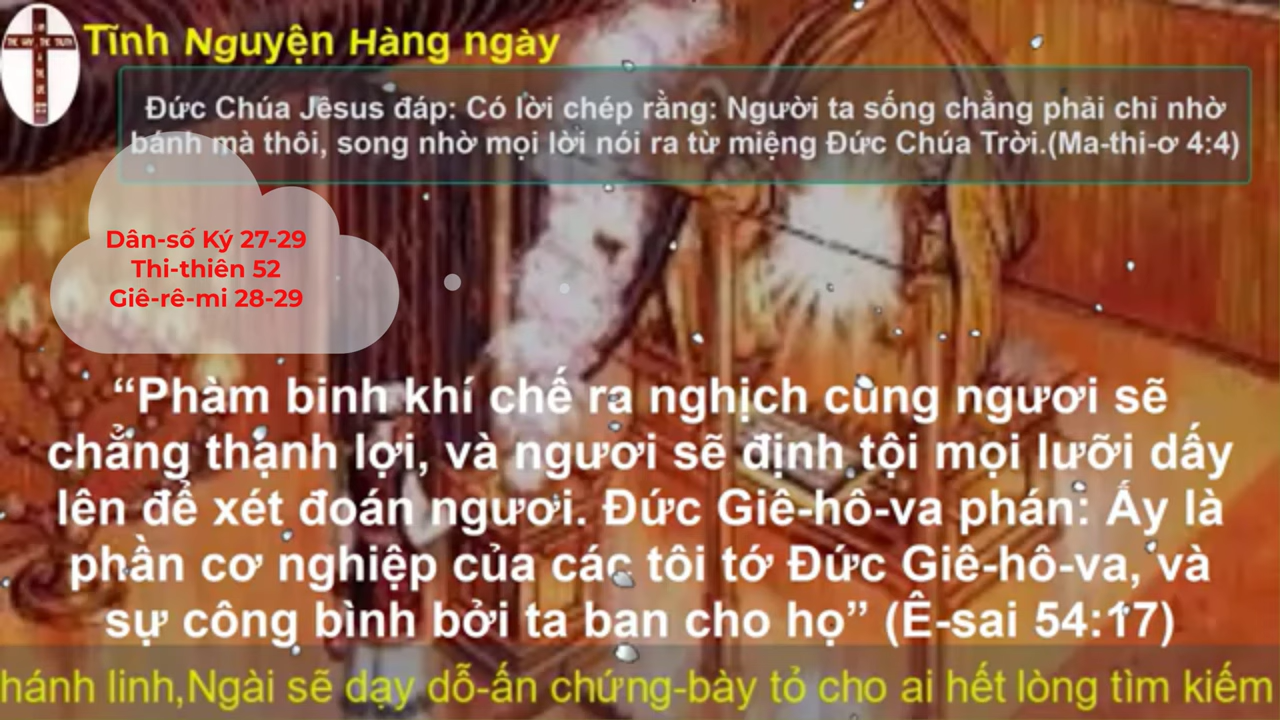 Tĩnh Nguyện Hàng ngày
Đức Chúa Jêsus đáp: Có lời chép rằng: Người ta sống chẳng phải chỉ nhờ
bánh mà thôi, song nhờ mọi lời nói ra từ miệng Đức Chúa Trời.(Ma-thi-ơ 4:4)
Dân-số Ký 27-29
Thi-thiên 52
Giê-rê-mi 28-29
“Phàm binh khí chế ra nghịch cùng ngươi sẽ
chẳng thạnh lợi, và ngươi sẽ định tội mọi lưỡi dấy
lên để xét đoán ngươi. Đức Giê-hô-va phán: Ấy là
phần cơ nghiệp của các tôi tớ Đức Giê-hô-va, và
sự công bình bởi ta ban cho họ” (Ê-sai 54:17)
hánh linh,Ngài sẽ dạy dỗ-ấn chứng-bày tỏ cho ai hết lòng tìm kiếm